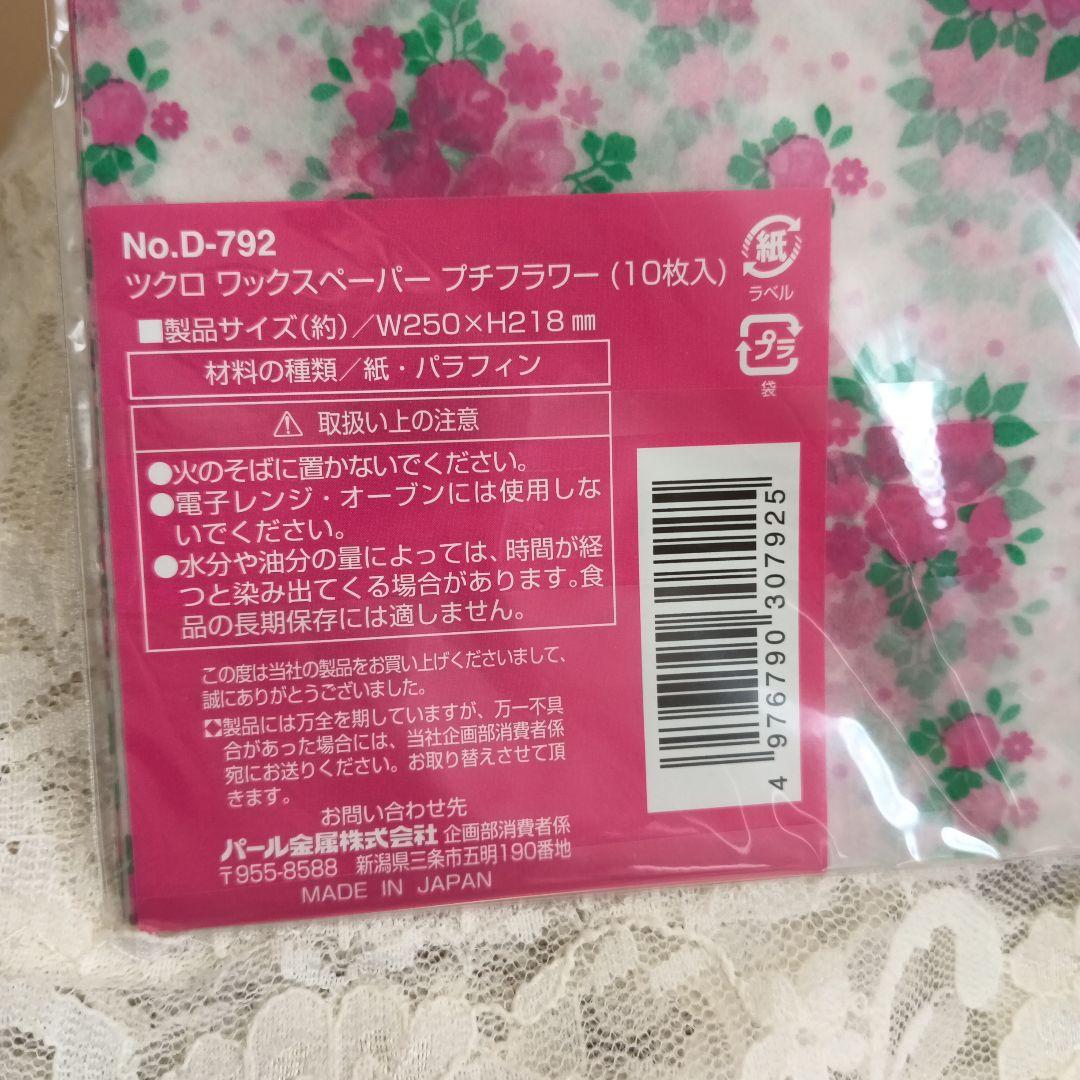 No.D-792
ツクロ ワックスペーパー プチフラワー (10枚入)
■製品サイズ(約)/W250×H218㎜
材料の種類/紙・パラフィン
⚠ 取扱い上の注意
●火のそばに置かないでください。
●電子レンジ・オーブンには使用しな
いでください。
●水分や油分の量によっては、時間が経
つと染み出てくる場合があります。食
品の長期保存には適しません。
この度は当社の製品をお買い上げくださいまして、
誠にありがとうございました。
◆製品には万全を期していますが、万一不具
合があった場合には、当社企画部消費者係
宛にお送りください。お取り替えさせて頂
きます。
お問い合わせ先
パール金属株式会社 企画部消費者係
〒955-8588 新潟県三条市五明190番地
MADE IN JAPAN
紙
ラベル
プラ
袋
4 976790 307925